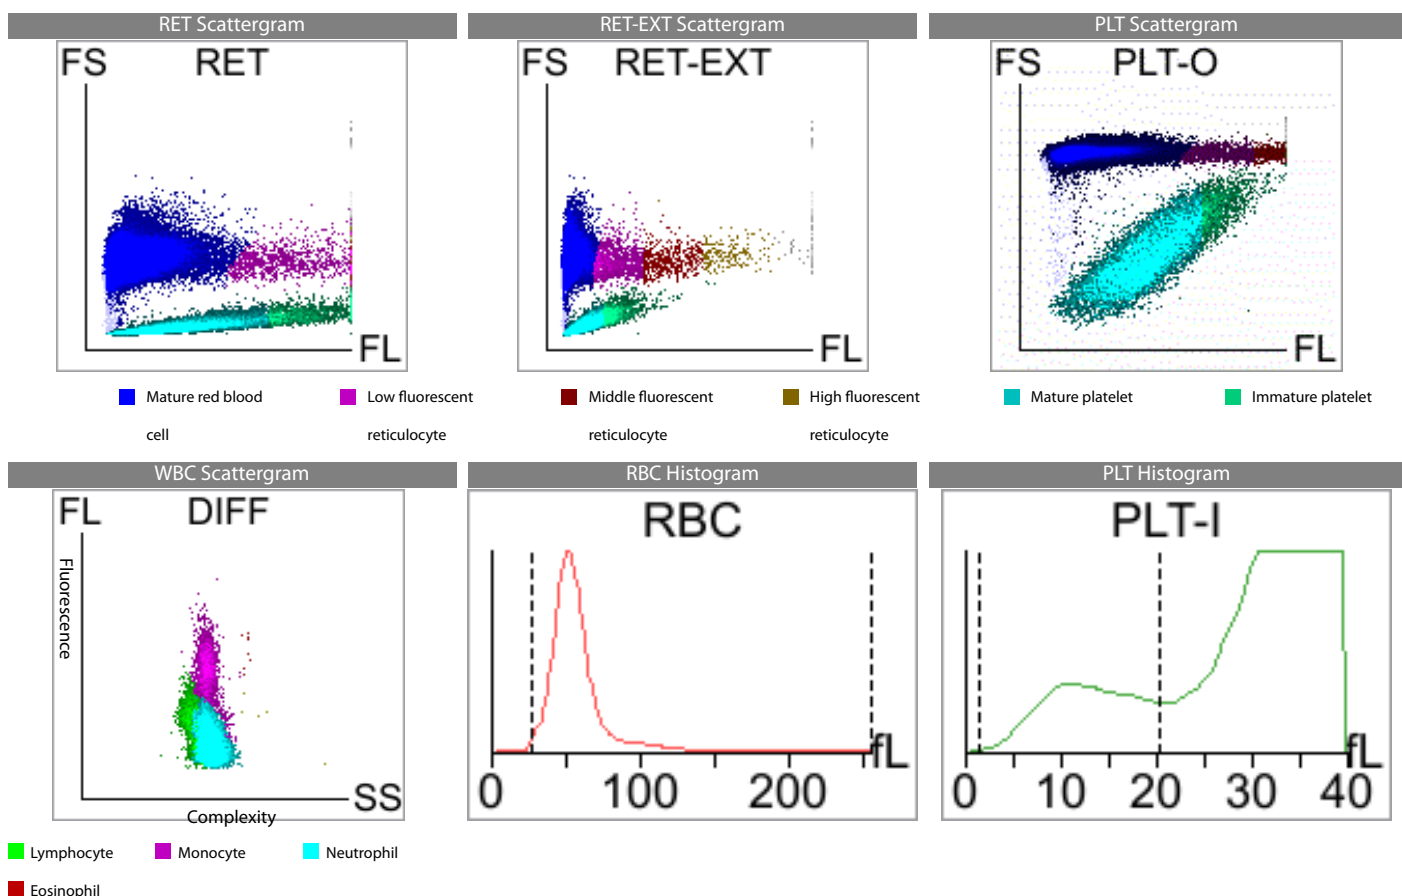 RET Scattergram
RET-EXT Scattergram
PLT Scattergram
FS RET
FL
FS RET-EXT
FL
FS PLT-O
FL
Mature red blood
cell
Low fluorescent
reticulocyte
Middle fluorescent
reticulocyte
High fluorescent
reticulocyte
Mature platelet
Immature platelet
WBC Scattergram
RBC Histogram
PLT Histogram
FL DIFF
Fluorescence
SS
Complexity
RBC
fL
0 100 200
PLT-I
fL
0 10 20 30 40
Lymphocyte
Monocyte
Neutrophil
Eosinophil